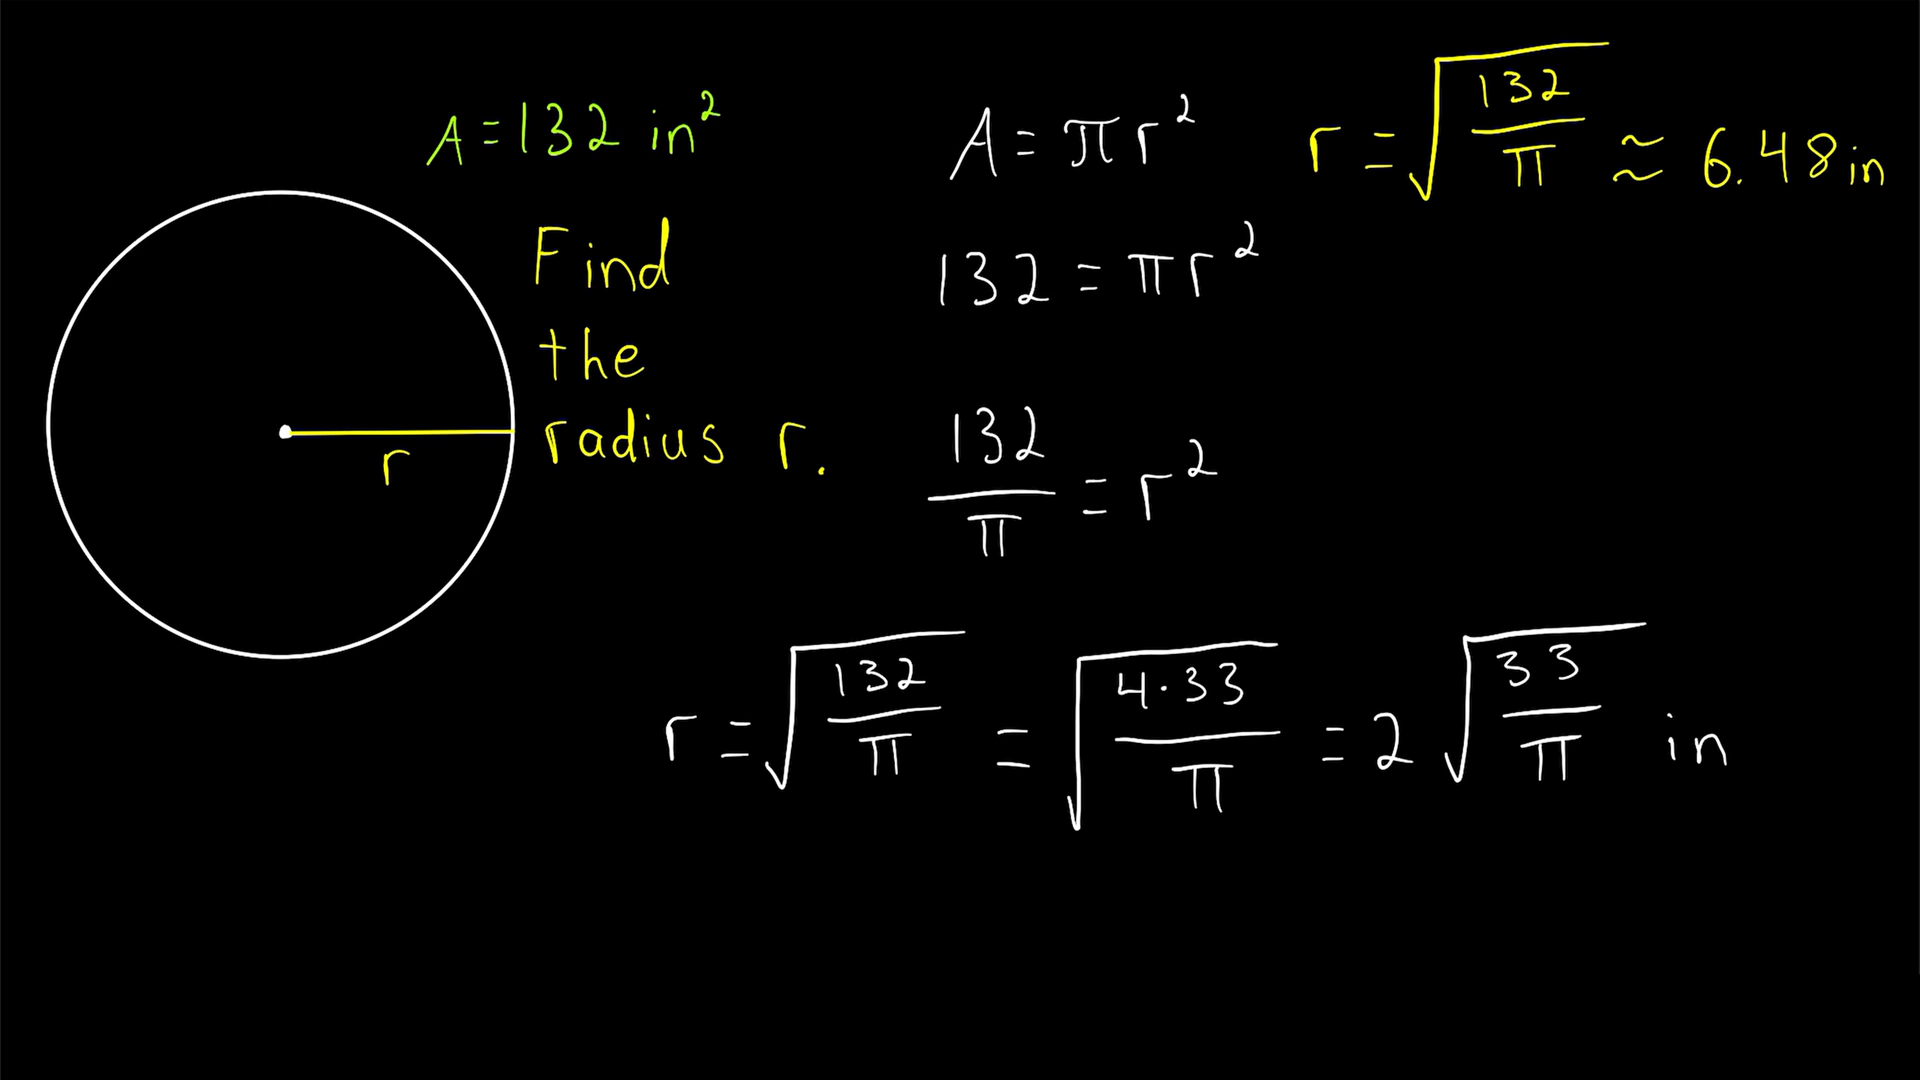 A = 132 in²
Find
the
radius r.
r
A = πr²
132 = πr²
132/π = r²
r = √(132/π) = √(4·33/π) = 2√(33/π) in
r = √(132/π) ≈ 6.48 in